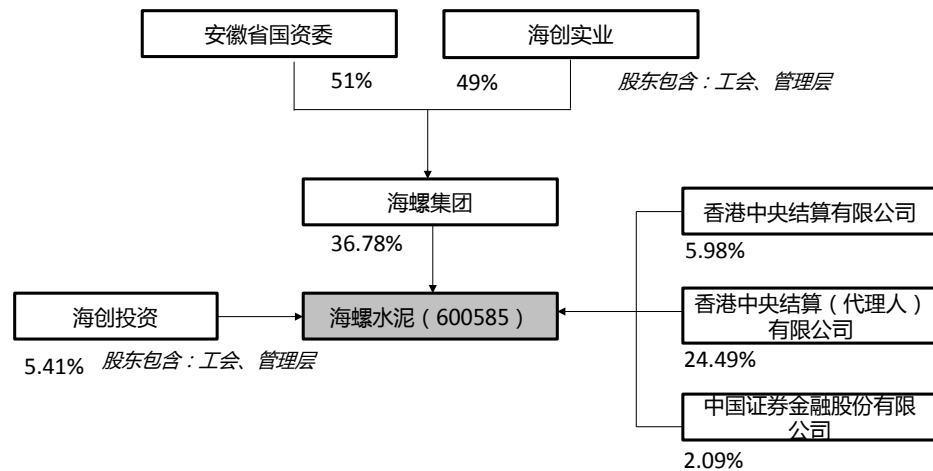 安徽省国资委
海创实业
51%
49%
股东包含：工会、管理层
海螺集团
36.78%
香港中央结算有限公司
5.98%
海创投资
海螺水泥（600585）
香港中央结算（代理人）
有限公司
5.41%
股东包含：工会、管理层
24.49%
中国证券金融股份有限
公司
2.09%